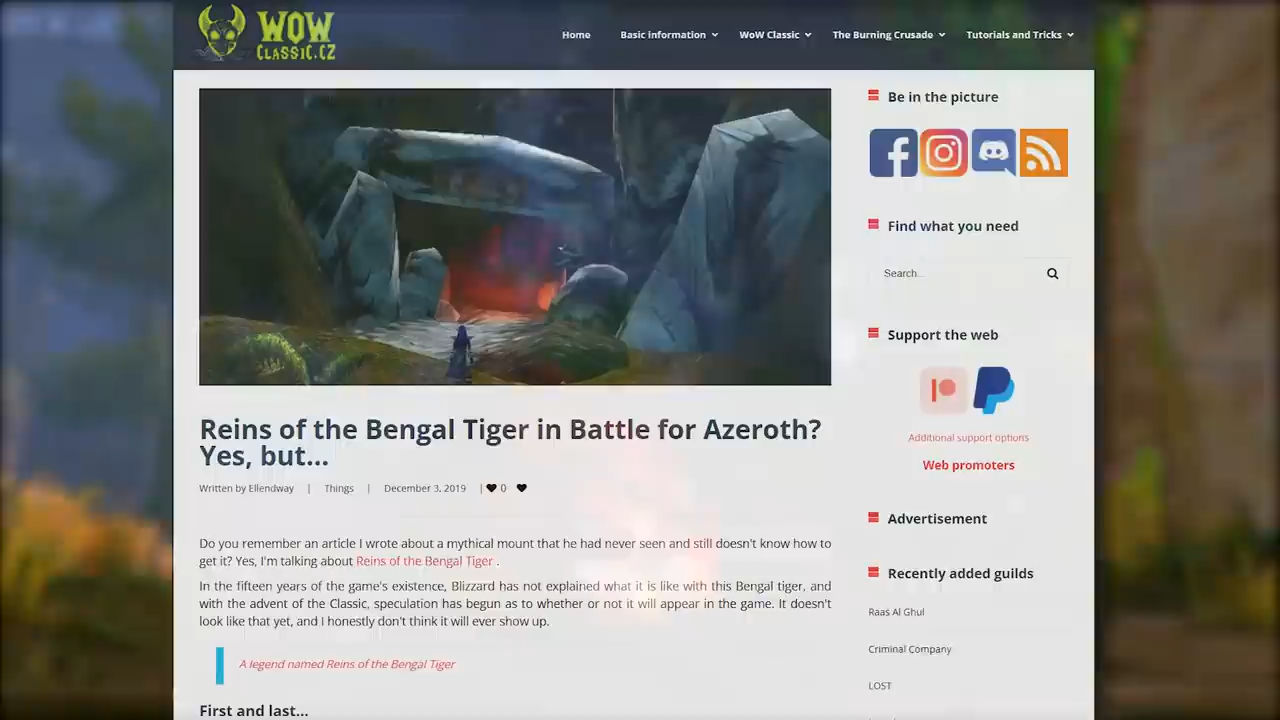 WOW
CLASSIC.CZ
Home
Basic information
WoW Classic
The Burning Crusade
Tutorials and Tricks
Reins of the Bengal Tiger in Battle for Azeroth?
Yes, but...
Written by Ellendway | Things | December 3, 2019 | 0
Do you remember an article I wrote about a mythical mount that he had never seen and still doesn't know how to
get it? Yes, I'm talking about Reins of the Bengal Tiger .
In the fifteen years of the game's existence, Blizzard has not explained what it is like with this Bengal tiger, and
with the advent of the Classic, speculation has begun as to whether or not it will appear in the game. It doesn't
look like that yet, and I honestly don't think it will ever show up.
A legend named Reins of the Bengal Tiger
First and last...
Be in the picture
Find what you need
Search...
Support the web
Additional support options
Web promoters
Advertisement
Recently added guilds
Raas Al Ghul
Criminal Company
LOST